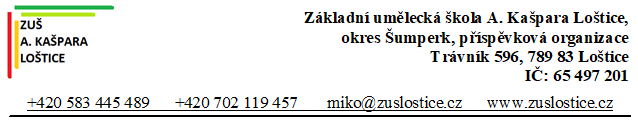 ZUŠ
A. KAŠPARA
LOŠTICE
Základní umělecká škola A. Kašpara Loštice,
okres Šumperk, příspěvková organizace
Trávník 596, 789 83 Loštice
IČ: 65 497 201
+420 583 445 489 +420 702 119 457 miko@zuslostice.cz www.zuslostice.cz